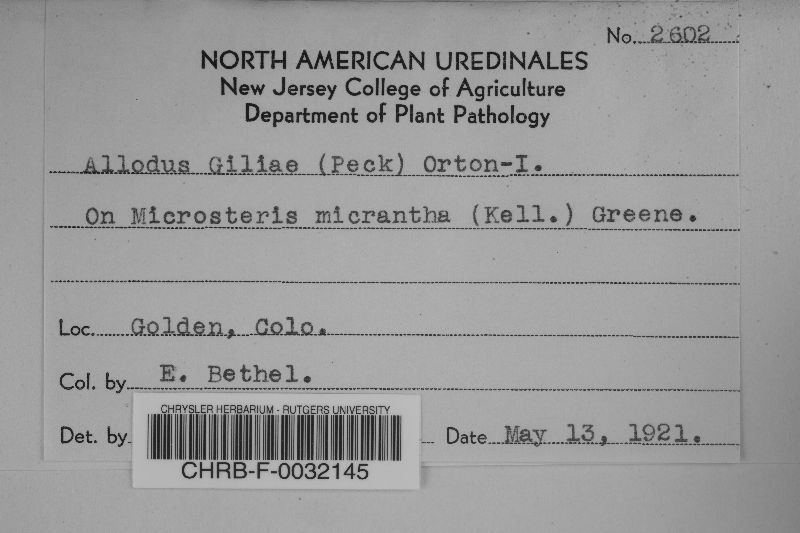 No. 2602
NORTH AMERICAN UREDINALES
New Jersey College of Agriculture
Department of Plant Pathology
Allodus Giliae (Peck) Orton-I.
On Microsteris micrantha (Kell.) Greene.
Loc. Golden, Colo.
Col. by E. Bethel.
Det. by
Date May 13, 1921.
CHRYSLER HERBARIUM - RUTGERS UNIVERSITY
CHRB-F-0032145